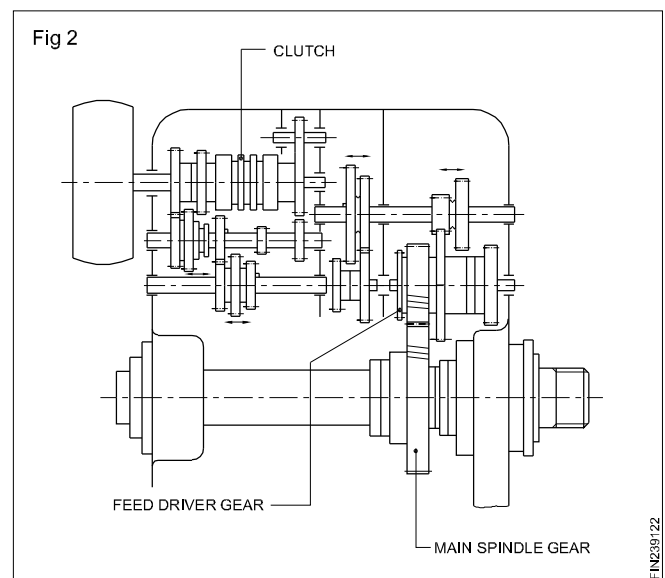 Fig 2
CLUTCH
FEED DRIVER GEAR
MAIN SPINDLE GEAR
FIN239122